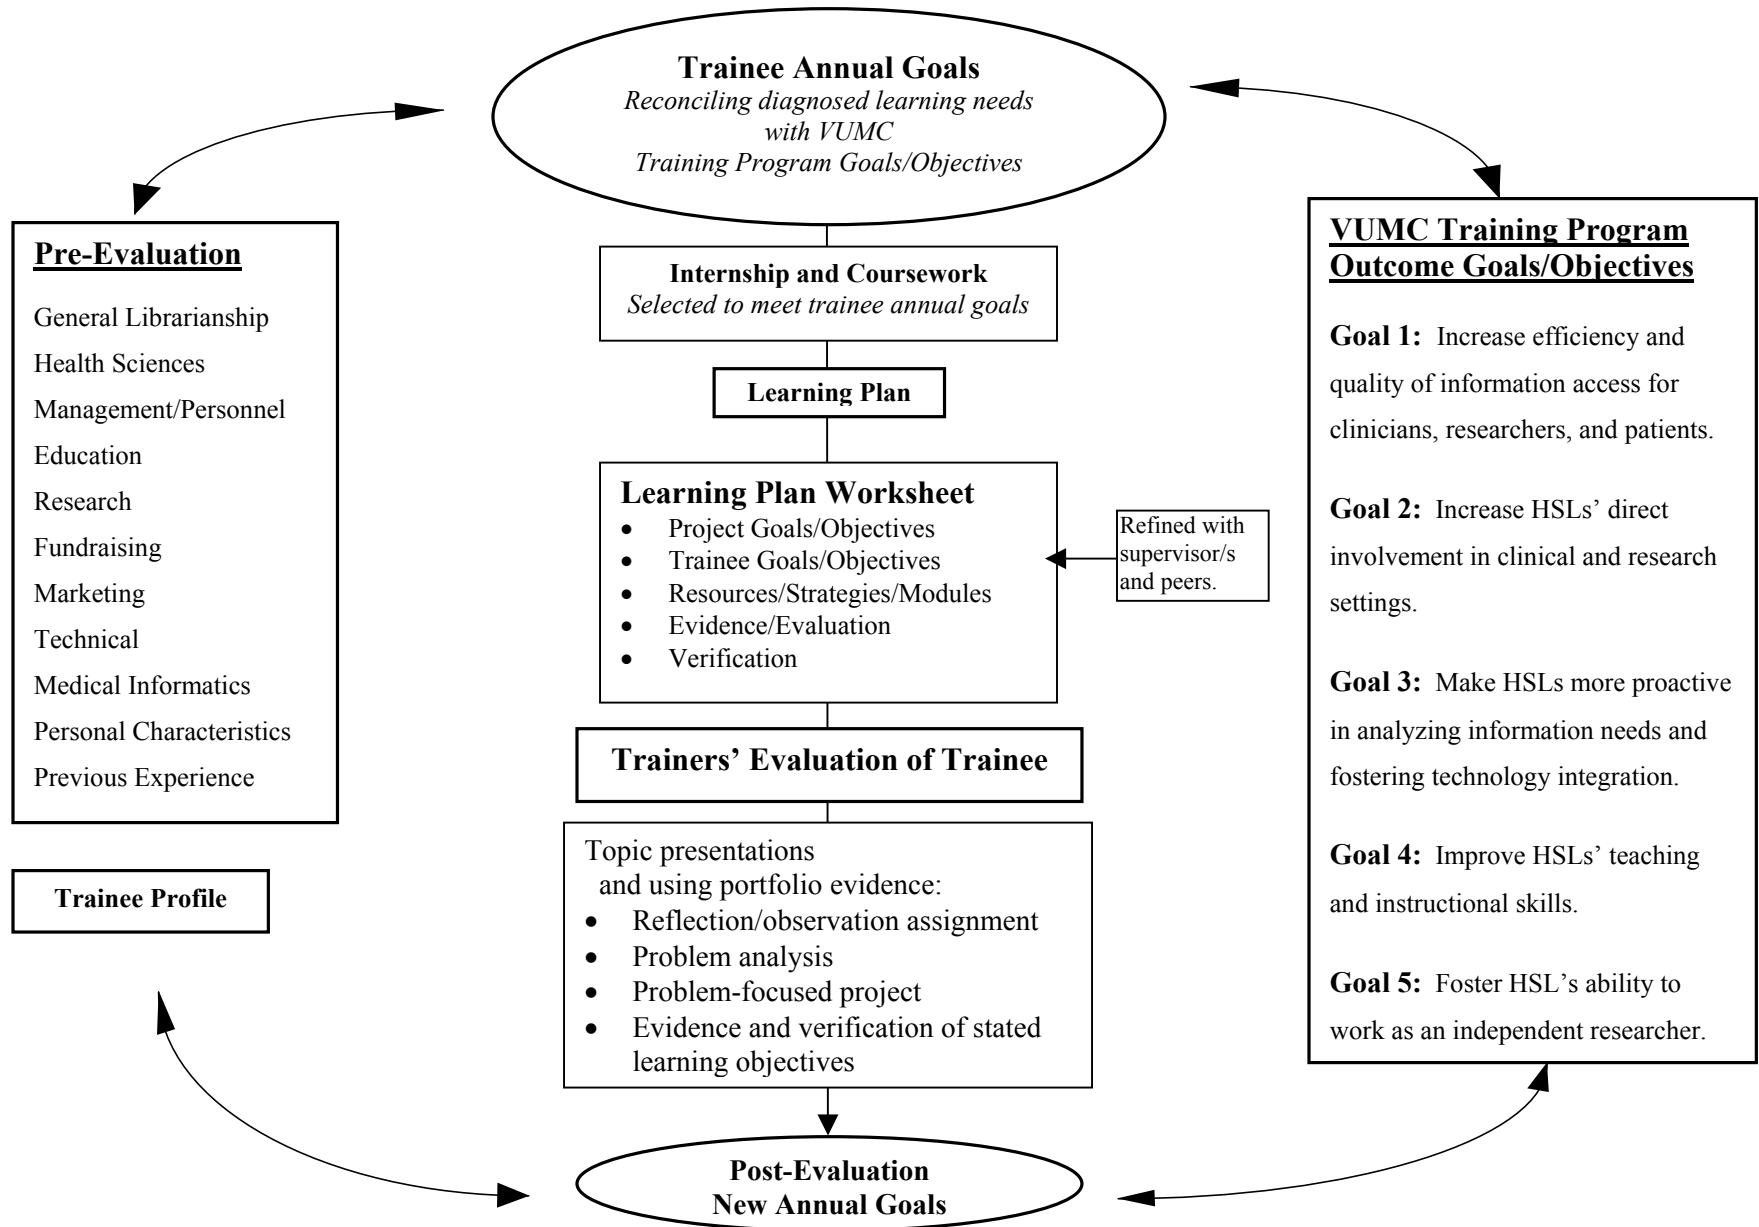 Trainee Annual Goals
Reconciling diagnosed learning needs
with VUMC
Training Program Goals/Objectives
Pre-Evaluation
General Librarianship
Health Sciences
Management/Personnel
Education
Research
Fundraising
Marketing
Technical
Medical Informatics
Personal Characteristics
Previous Experience
Trainee Profile
Internship and Coursework
Selected to meet trainee annual goals
Learning Plan
Learning Plan Worksheet
• Project Goals/Objectives
• Trainee Goals/Objectives
• Resources/Strategies/Modules
• Evidence/Evaluation
• Verification
Refined with
supervisor/s
and peers.
Trainers’ Evaluation of Trainee
Topic presentations
and using portfolio evidence:
• Reflection/observation assignment
• Problem analysis
• Problem-focused project
• Evidence and verification of stated
learning objectives
Post-Evaluation
New Annual Goals
VUMC Training Program
Outcome Goals/Objectives
Goal 1: Increase efficiency and
quality of information access for
clinicians, researchers, and patients.
Goal 2: Increase HSLs’ direct
involvement in clinical and research
settings.
Goal 3: Make HSLs more proactive
in analyzing information needs and
fostering technology integration.
Goal 4: Improve HSLs’ teaching
and instructional skills.
Goal 5: Foster HSL’s ability to
work as an independent researcher.